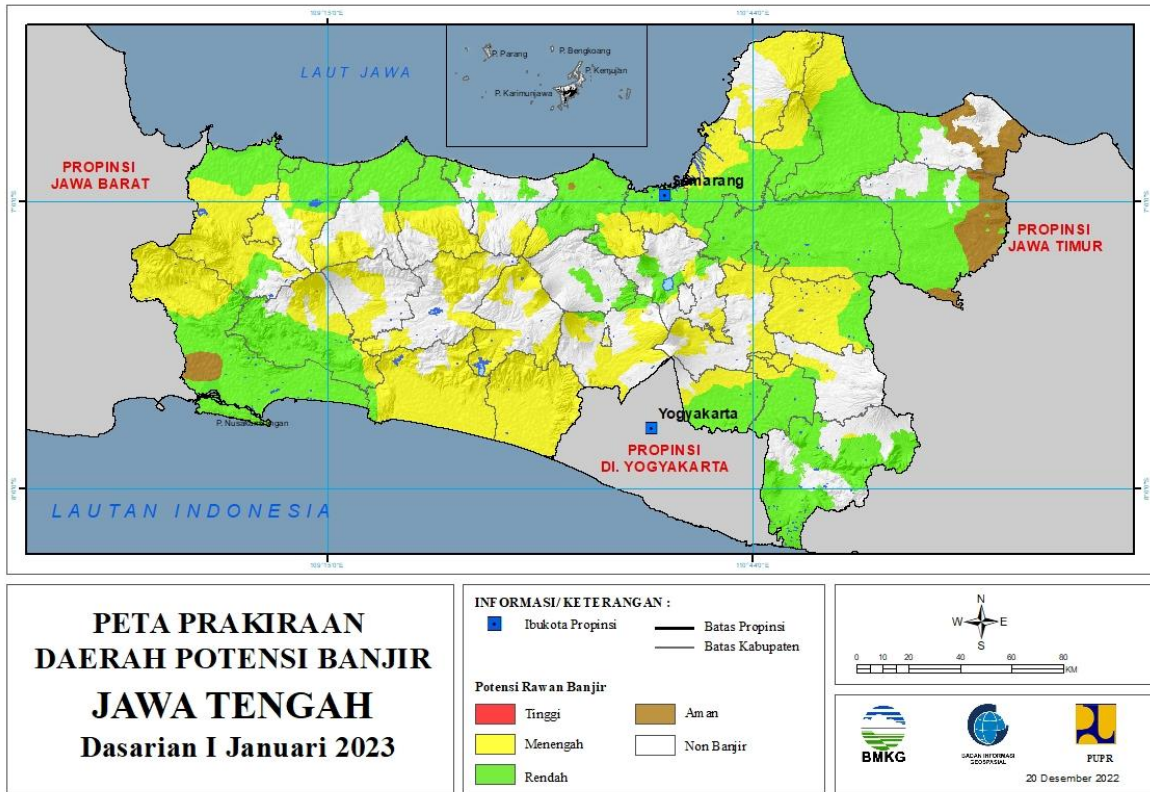 LAUT JAWA
P. Parang
P. Bengkoang
P. Kemujan
P. Karimunjawa
PROPINSI
JAWA BARAT
Semarang
PROPINSI
JAWA TIMUR
Yogyakarta
PROPINSI
DI. YOGYAKARTA
LAUTAN INDONESIA
PETA PRAKIRAAN
DAERAH POTENSI BANJIR
JAWA TENGAH
Dasarian I Januari 2023
INFORMASI/ KETERANGAN :
Ibukota Propinsi
Batas Propinsi
Batas Kabupaten
Potensi Rawan Banjir
Tinggi
Aman
Menengah
Non Banjir
Rendah
N
W E
S
0 10 20 40 60 80
KM
BMKG
BADAN INFORMASI
GEOSPASIAL
PUPR
20 Desember 2022